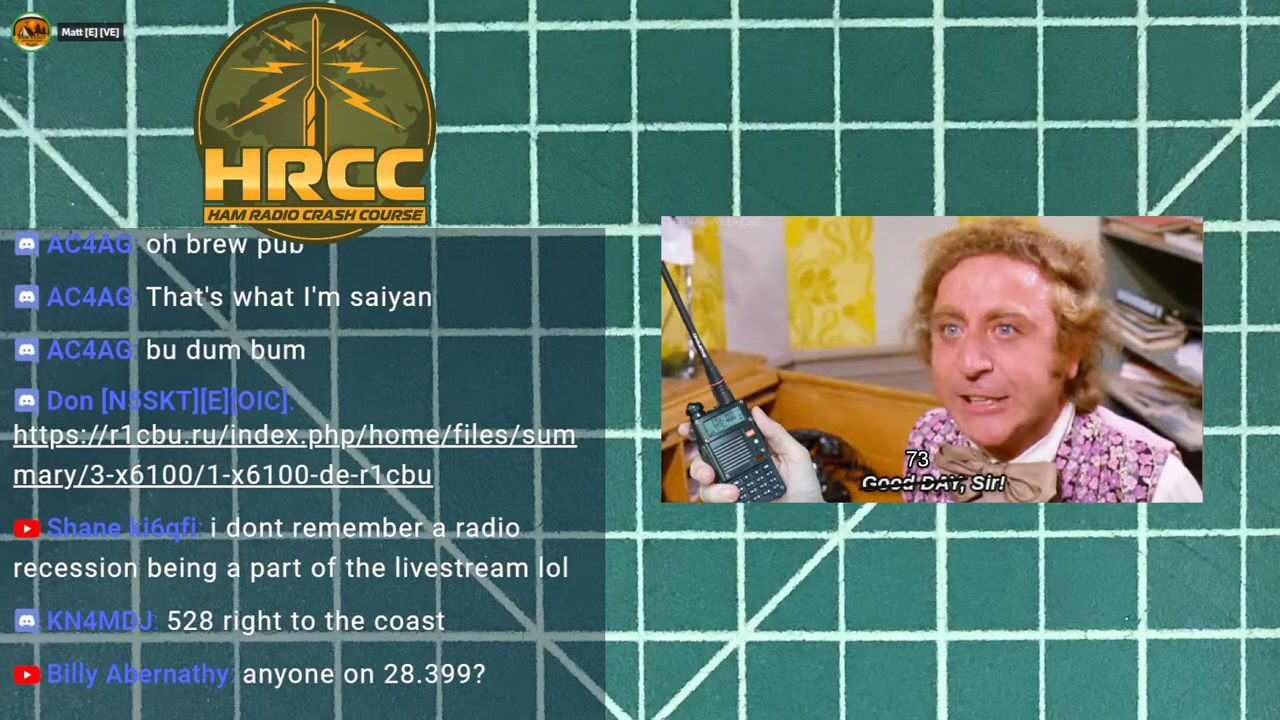 Matt [E] [VE]
HRCC
HAM RADIO CRASH COURSE
AC4AG: oh brew pub
AC4AG: That's what I'm saiyan
AC4AG: bu dum bum
Don [N5SKT][E][OIC]:
https://r1cbu.ru/index.php/home/files/sum
mary/3-x6100/1-x6100-de-r1cbu
Shane ki6qfi: i dont remember a radio
recession being a part of the livestream lol
KN4MDJ: 528 right to the coast
Billy Abernathy: anyone on 28.399?
73
Good DAY, Sir!